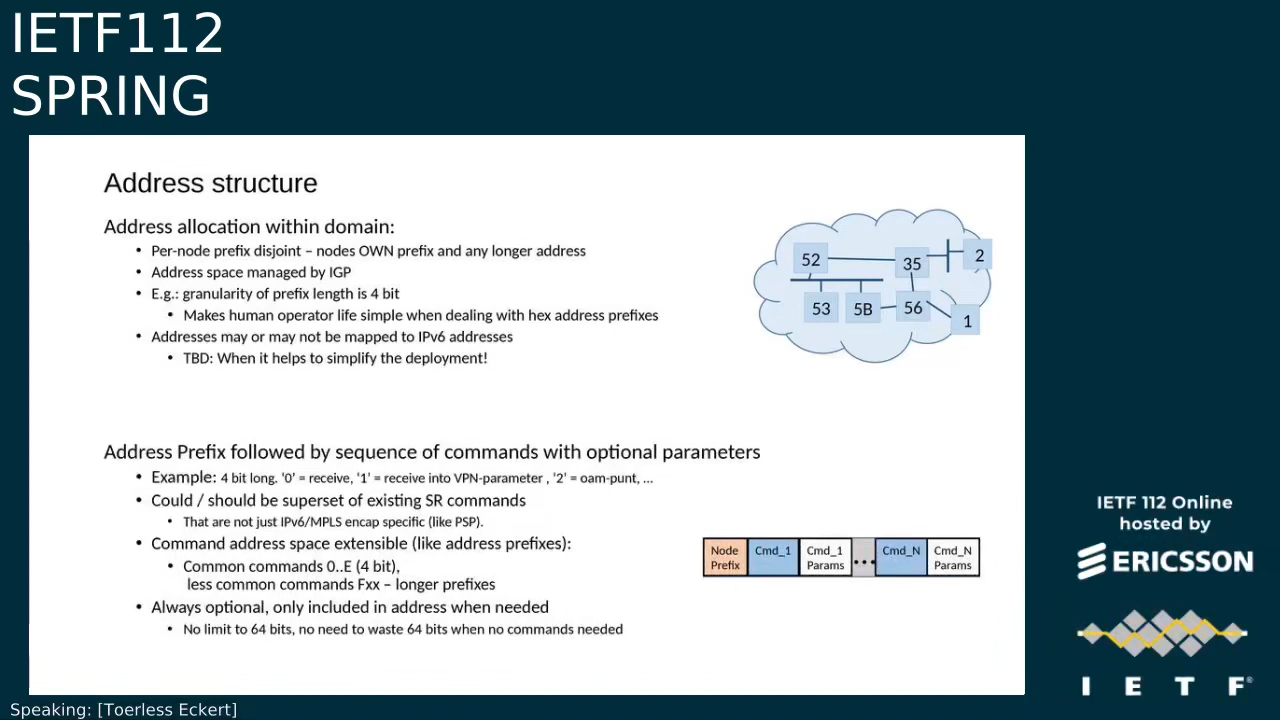 IETF112
SPRING
Address structure
Address allocation within domain:
• Per-node prefix disjoint – nodes OWN prefix and any longer address
• Address space managed by IGP
• E.g.: granularity of prefix length is 4 bit
• Makes human operator life simple when dealing with hex address prefixes
• Addresses may or may not be mapped to IPv6 addresses
• TBD: When it helps to simplify the deployment!
52
35
2
53
5B
56
1
Address Prefix followed by sequence of commands with optional parameters
• Example: 4 bit long. ‘0’ = receive, ‘1’ = receive into VPN-parameter , ‘2’ = oam-punt, ...
• Could / should be superset of existing SR commands
• That are not just IPv6/MPLS encap specific (like PSP).
• Command address space extensible (like address prefixes):
• Common commands 0..E (4 bit),
less common commands Fxx – longer prefixes
• Always optional, only included in address when needed
• No limit to 64 bits, no need to waste 64 bits when no commands needed
Node Cmd_1 Cmd_1 ... Cmd_N Cmd_N
Prefix Params Params
IETF 112 Online
hosted by
ERICSSON
I E T F®
Speaking: [Toerless Eckert]